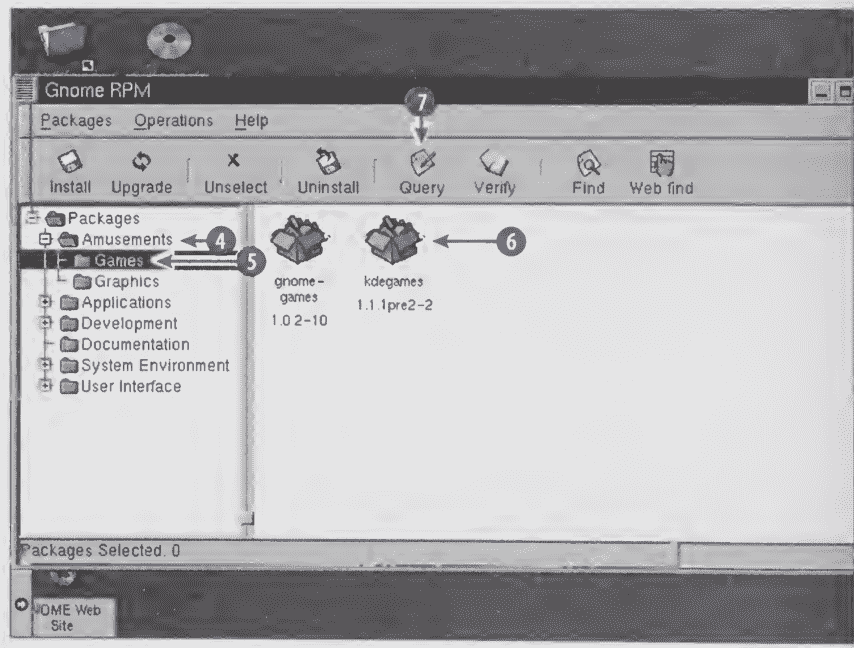 Gnome RPM
7
Packages Operations Help
Install Upgrade Unselect Uninstall Query Verify Find Web find
Packages
Amusements 4
Games 5
Graphics
Applications
Development
Documentation
System Environment
User Interface
gnome-
games
1.0.2-10
kdegames
1.1.1pre2-2
6
Packages Selected: 0
NOME Web
Site